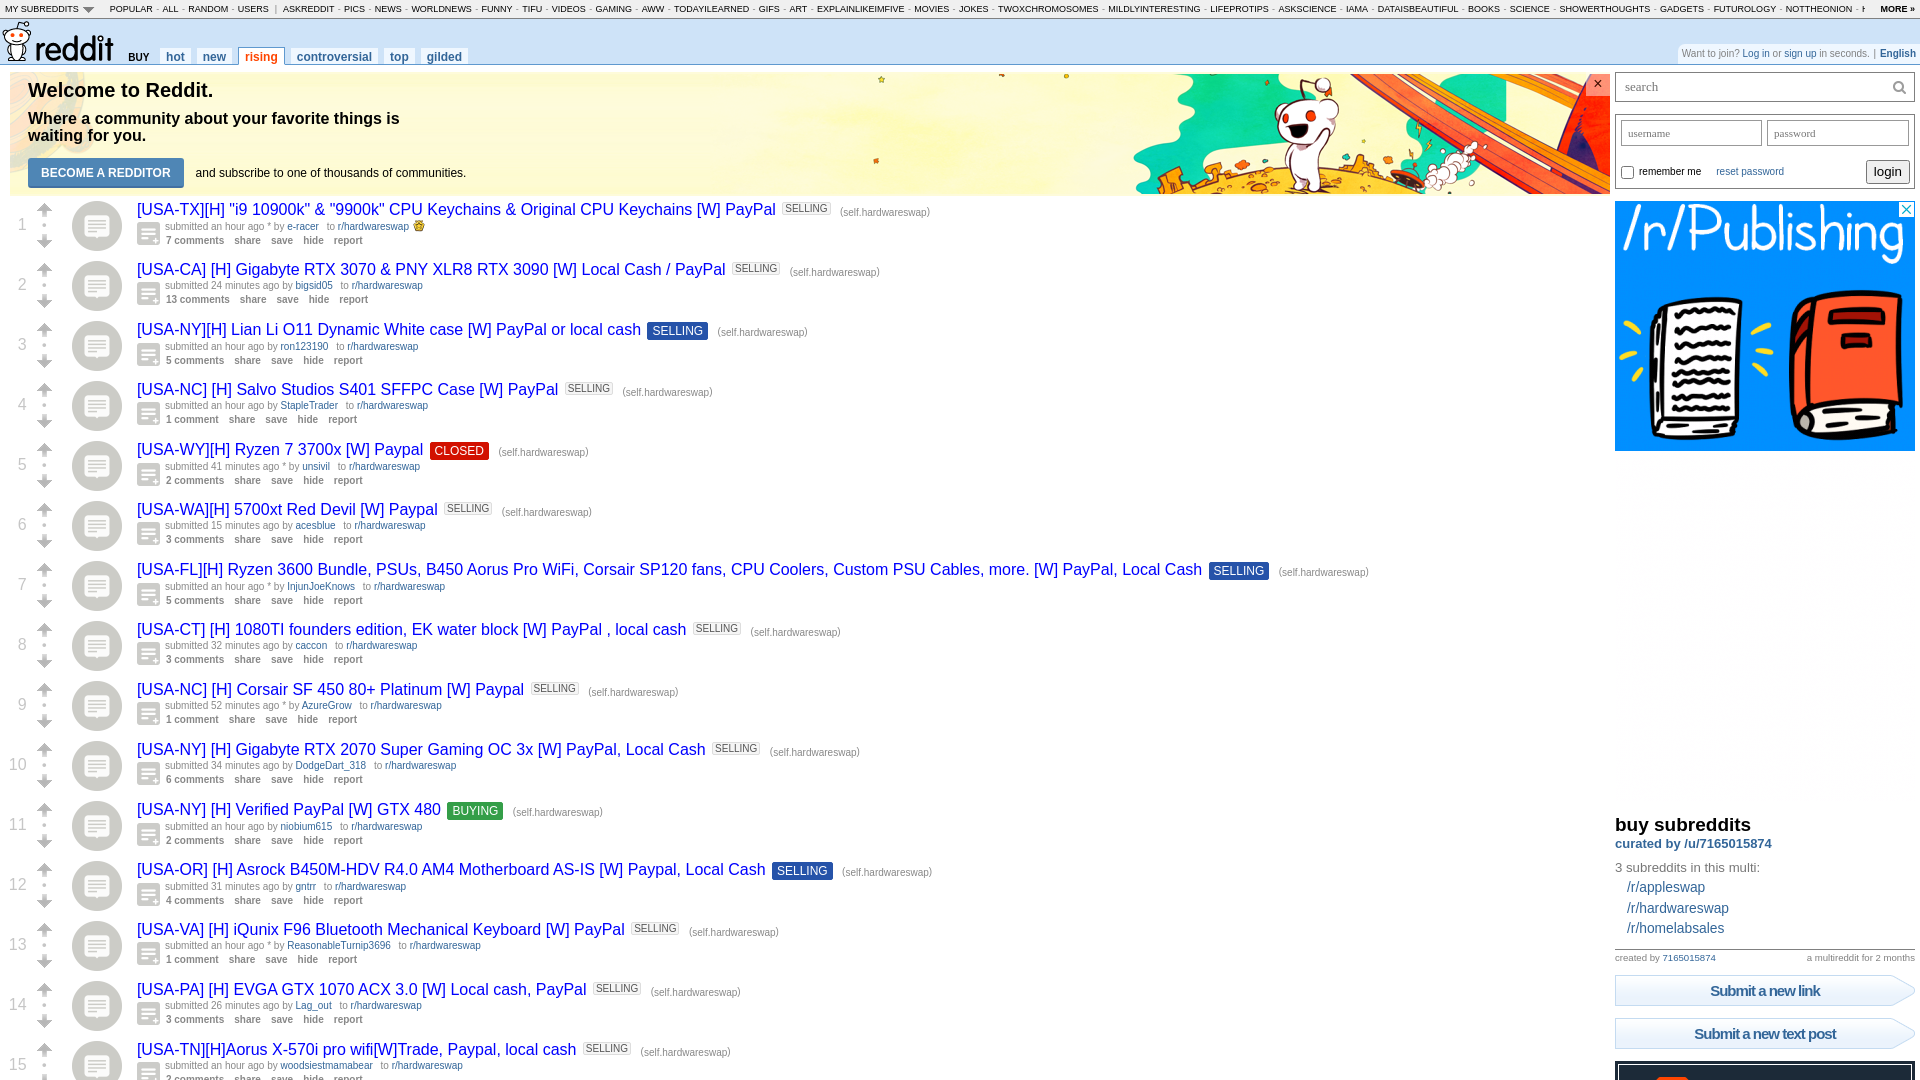 MY SUBREDDITS POPULAR - ALL - RANDOM - USERS | ASKREDDIT - PICS - NEWS - WORLDNEWS - FUNNY - TIFU - VIDEOS - GAMING - AWW - TODAYILEARNED - GIFS - ART - EXPLAINLIKEIMFIVE - MOVIES - JOKES - TWOXCHROMOSOMES - MILDLYINTERESTING - LIFEPROTIPS - ASKSCIENCE - IAMA - DATAISBEAUTIFUL - BOOKS - SCIENCE - SHOWERTHOUGHTS - GADGETS - FUTUROLOGY - NOTTHEONION - MORE »
reddit BUY hot new rising controversial top gilded
Want to join? Log in or sign up in seconds. | English
Welcome to Reddit.
Where a community about your favorite things is
waiting for you.
BECOME A REDDITOR and subscribe to one of thousands of communities.
×
1
[USA-TX][H] "i9 10900k" & "9900k" CPU Keychains & Original CPU Keychains [W] PayPal SELLING (self.hardwareswap)
submitted an hour ago * by e-racer to r/hardwareswap
7 comments share save hide report
2
[USA-CA] [H] Gigabyte RTX 3070 & PNY XLR8 RTX 3090 [W] Local Cash / PayPal SELLING (self.hardwareswap)
submitted 24 minutes ago by bigsid05 to r/hardwareswap
13 comments share save hide report
3
[USA-NY][H] Lian Li O11 Dynamic White case [W] PayPal or local cash SELLING (self.hardwareswap)
submitted an hour ago by ron123190 to r/hardwareswap
5 comments share save hide report
4
[USA-NC] [H] Salvo Studios S401 SFFPC Case [W] PayPal SELLING (self.hardwareswap)
submitted an hour ago by StapleTrader to r/hardwareswap
1 comment share save hide report
5
[USA-WY][H] Ryzen 7 3700x [W] Paypal CLOSED (self.hardwareswap)
submitted 41 minutes ago * by unsivil to r/hardwareswap
2 comments share save hide report
6
[USA-WA][H] 5700xt Red Devil [W] Paypal SELLING (self.hardwareswap)
submitted 15 minutes ago by acesblue to r/hardwareswap
3 comments share save hide report
7
[USA-FL][H] Ryzen 3600 Bundle, PSUs, B450 Aorus Pro WiFi, Corsair SP120 fans, CPU Coolers, Custom PSU Cables, more. [W] PayPal, Local Cash SELLING (self.hardwareswap)
submitted an hour ago * by InjunJoeKnows to r/hardwareswap
5 comments share save hide report
8
[USA-CT] [H] 1080TI founders edition, EK water block [W] PayPal , local cash SELLING (self.hardwareswap)
submitted 32 minutes ago by caccon to r/hardwareswap
3 comments share save hide report
9
[USA-NC] [H] Corsair SF 450 80+ Platinum [W] Paypal SELLING (self.hardwareswap)
submitted 52 minutes ago * by AzureGrow to r/hardwareswap
1 comment share save hide report
10
[USA-NY] [H] Gigabyte RTX 2070 Super Gaming OC 3x [W] PayPal, Local Cash SELLING (self.hardwareswap)
submitted 34 minutes ago by DodgeDart_318 to r/hardwareswap
6 comments share save hide report
11
[USA-NY] [H] Verified PayPal [W] GTX 480 BUYING (self.hardwareswap)
submitted an hour ago by niobium615 to r/hardwareswap
2 comments share save hide report
12
[USA-OR] [H] Asrock B450M-HDV R4.0 AM4 Motherboard AS-IS [W] Paypal, Local Cash SELLING (self.hardwareswap)
submitted 31 minutes ago by gntrr to r/hardwareswap
4 comments share save hide report
13
[USA-VA] [H] iQunix F96 Bluetooth Mechanical Keyboard [W] PayPal SELLING (self.hardwareswap)
submitted an hour ago * by ReasonableTurnip3696 to r/hardwareswap
1 comment share save hide report
14
[USA-PA] [H] EVGA GTX 1070 ACX 3.0 [W] Local cash, PayPal SELLING (self.hardwareswap)
submitted 26 minutes ago by Lag_out to r/hardwareswap
3 comments share save hide report
15
[USA-TN][H]Aorus X-570i pro wifi[W]Trade, Paypal, local cash SELLING (self.hardwareswap)
submitted an hour ago by woodsiestmamabear to r/hardwareswap
2 comments share save hide report
search
username password
remember me reset password login
/r/Publishing
buy subreddits
curated by /u/7165015874
3 subreddits in this multi:
/r/appleswap
/r/hardwareswap
/r/homelabsales
created by 7165015874 a multireddit for 2 months
Submit a new link
Submit a new text post